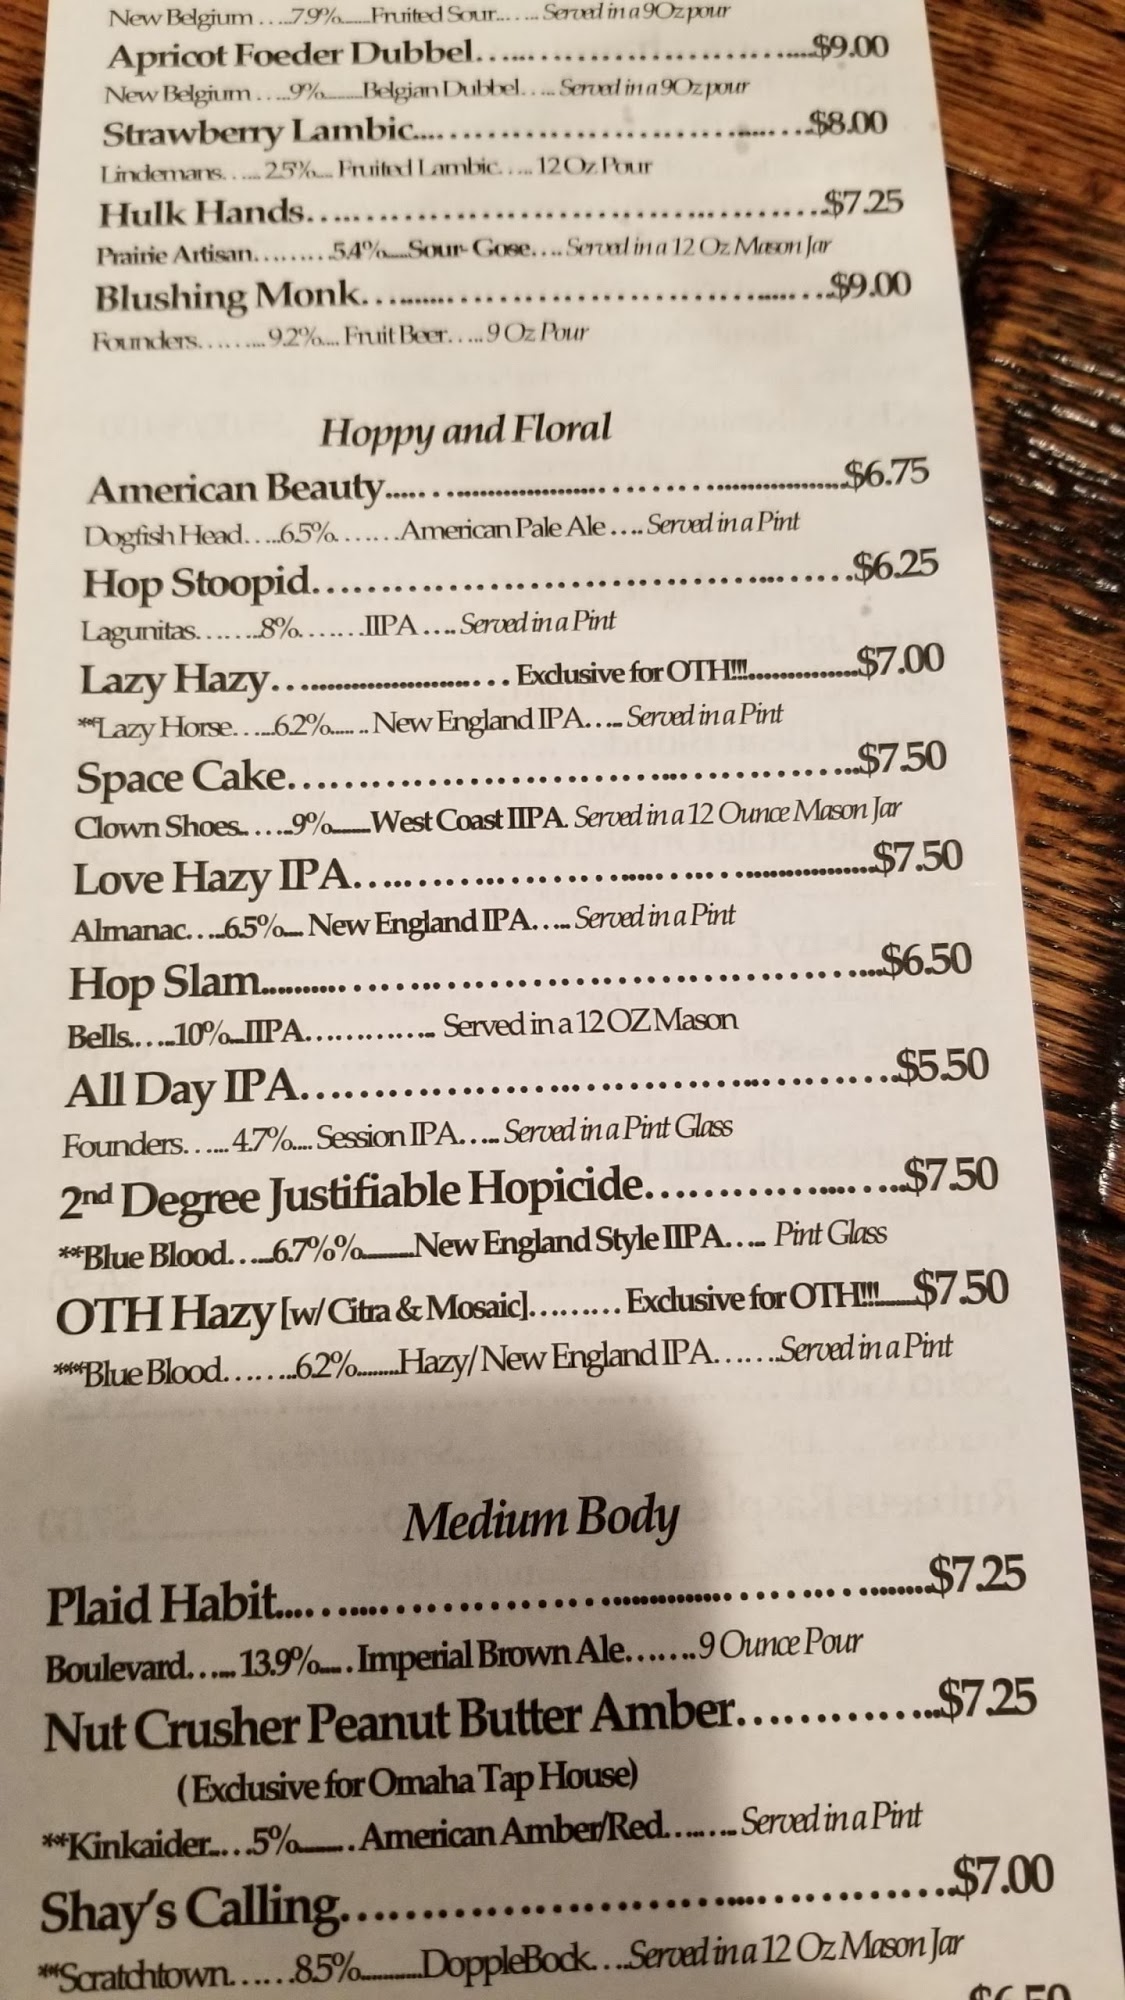 New Belgium…..7.9%......Fruited Sour...….. Served in a 9Oz pour
Apricot Foeder Dubbel………………………......$9.00
New Belgium…..9%......Belgian Dubbel….. Served in a 9Oz pour
Strawberry Lambic...…………………….....…$8.00
Lindemans….. 2.5%.... Fruited Lambic….. 12 Oz Pour
Hulk Hands…...………………………...………$7.25
Prairie Artisan………5.4%.....Sour- Gose….Served in a 12 Oz Mason Jar
Blushing Monk…......……………………….....…$9.00
Founders………9.2%.... Fruit Beer…..9 Oz Pour
Hoppy and Floral
American Beauty....…......................………..................$6.75
Dogfish Head…..6.5%…….American Pale Ale….Served in a Pint
Hop Stoopid…………………………………...……$6.25
Lagunitas……..8%…….IIPA….. Served in a Pint
Lazy Hazy…......................… Exclusive for OTH!!!...............$7.00
**Lazy Horse…...6.2%...... New England IPA….. Served in a Pint
Space Cake…………………………...…………...$7.50
Clown Shoes…...9%.......West Coast IIPA. Served in a 12 Ounce Mason Jar
Love Hazy IPA…..………………....………................$7.50
Almanac…..6.5%.... New England IPA….. Served in a Pint
Hop Slam..........………………………………....$6.50
Bells…...10%...IIPA………….. Served in a 12 OZ Mason
All Day IPA………………………………………$5.50
Founders…... 4.7%.... Session IPA….. Served in a Pint Glass
2nd Degree Justifiable Hopicide……………....……$7.50
**Blue Blood…..6.7%%........New England Style IIPA….. Pint Glass
OTH Hazy [w/ Citra & Mosaic]……… Exclusive for OTH!!!......$7.50
****Blue Blood……..6.2%.......Hazy/ New England IPA……..Served in a Pint
Medium Body
Plaid Habit...…......…………………...............…………......$7.25
Boulevard…... 13.9%.... . Imperial Brown Ale…….9 Ounce Pour
Nut Crusher Peanut Butter Amber……………...$7.25
(Exclusive for Omaha Tap House)
**Kinkaider....…5%....... . American Amber/Red…….. Served in a Pint
Shay's Calling……………………………....…………..$7.00
**Scratchtown……8.5%..........DoppleBock….Served in a 12 Oz Mason Jar
$6.50